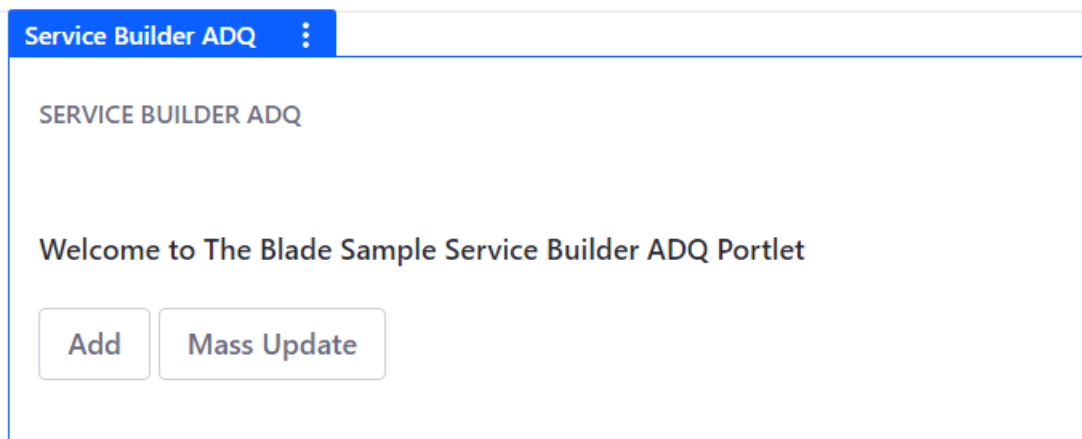 Service Builder ADQ
SERVICE BUILDER ADQ
Welcome to The Blade Sample Service Builder ADQ Portlet
Add Mass Update